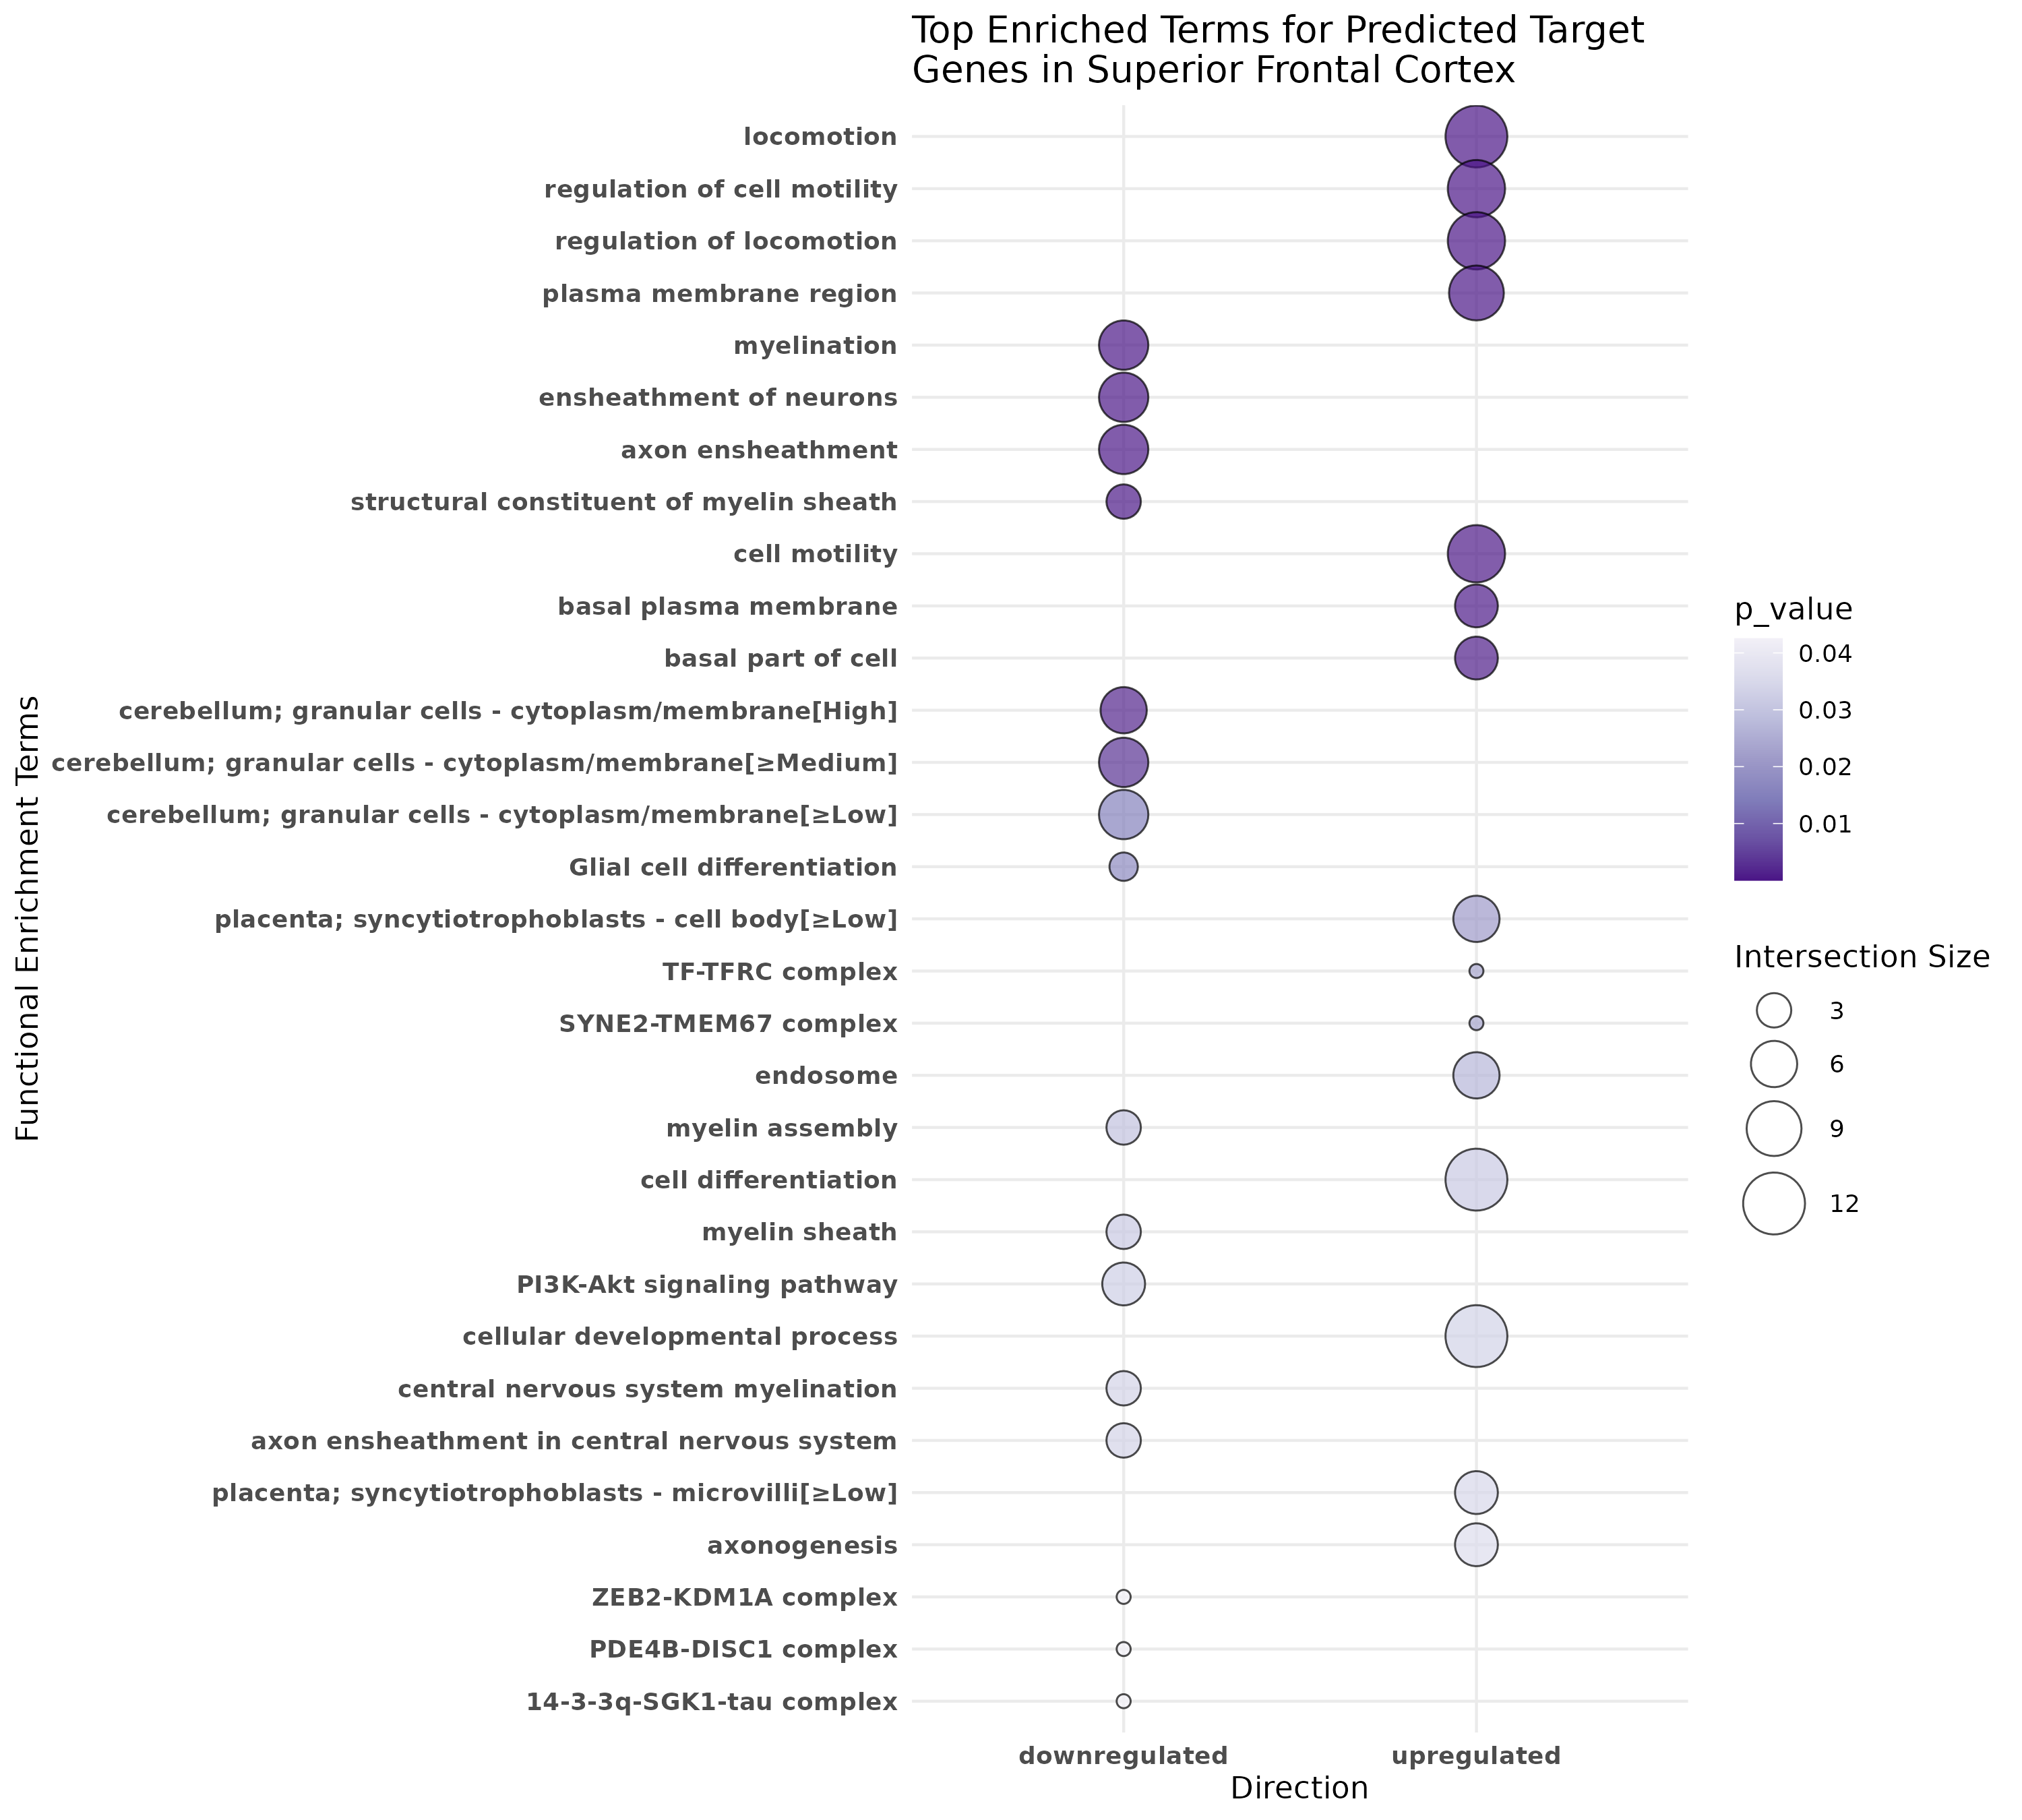 Top Enriched Terms for Predicted Target
Genes in Superior Frontal Cortex
Functional Enrichment Terms
locomotion
regulation of cell motility
regulation of locomotion
plasma membrane region
myelination
ensheathment of neurons
axon ensheathment
structural constituent of myelin sheath
cell motility
basal plasma membrane
basal part of cell
cerebellum; granular cells - cytoplasm/membrane[High]
cerebellum; granular cells - cytoplasm/membrane[≥Medium]
cerebellum; granular cells - cytoplasm/membrane[≥Low]
Glial cell differentiation
placenta; syncytiotrophoblasts - cell body[≥Low]
TF-TFRC complex
SYNE2-TMEM67 complex
endosome
myelin assembly
cell differentiation
myelin sheath
PI3K-Akt signaling pathway
cellular developmental process
central nervous system myelination
axon ensheathment in central nervous system
placenta; syncytiotrophoblasts - microvilli[≥Low]
axonogenesis
ZEB2-KDM1A complex
PDE4B-DISC1 complex
14-3-3q-SGK1-tau complex
downregulated
upregulated
Direction
p_value
0.04
0.03
0.02
0.01
Intersection Size
3
6
9
12